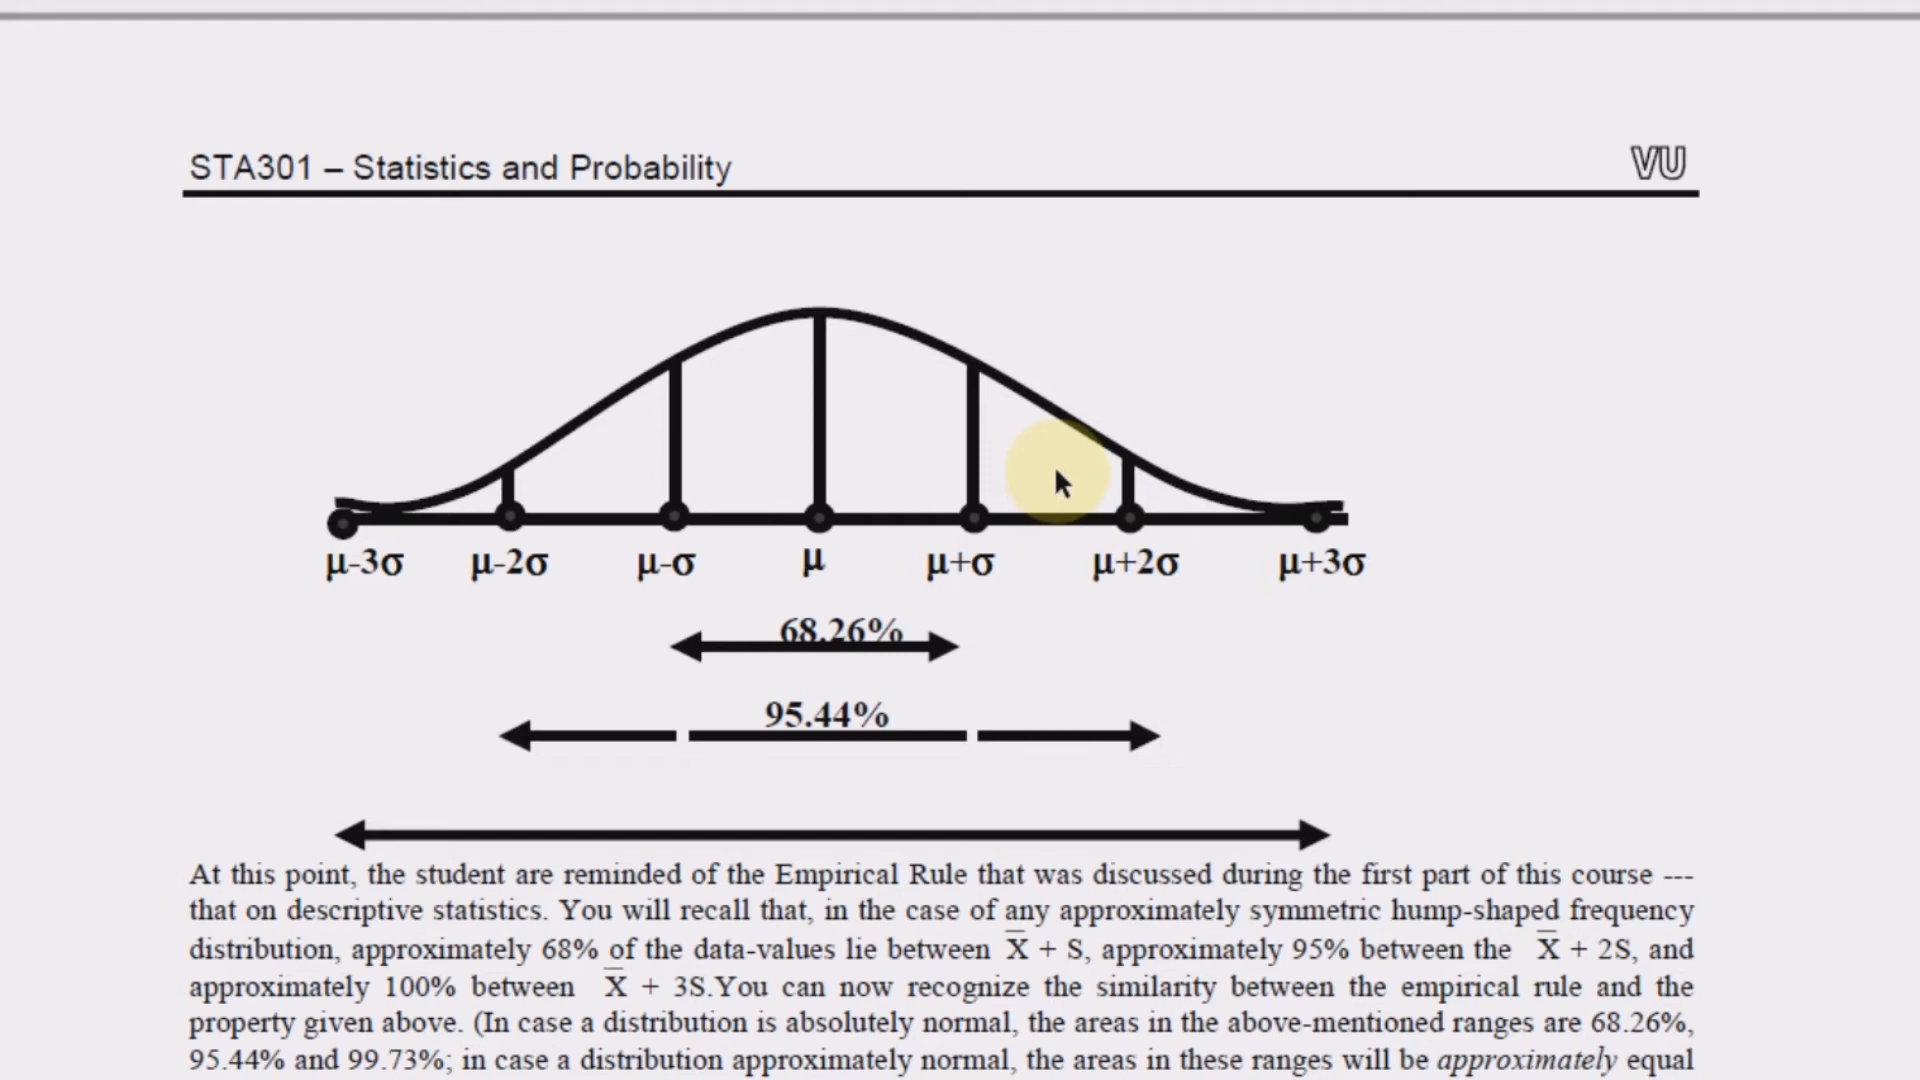 STA301 – Statistics and Probability VU
μ-3σ μ-2σ μ-σ μ μ+σ μ+2σ μ+3σ
68.26%
95.44%
At this point, the student are reminded of the Empirical Rule that was discussed during the first part of this course ---
that on descriptive statistics. You will recall that, in the case of any approximately symmetric hump-shaped frequency
distribution, approximately 68% of the data-values lie between X̅ + S, approximately 95% between the X̅ + 2S, and
approximately 100% between X̅ + 3S.You can now recognize the similarity between the empirical rule and the
property given above. (In case a distribution is absolutely normal, the areas in the above-mentioned ranges are 68.26%,
95.44% and 99.73%; in case a distribution approximately normal, the areas in these ranges will be approximately equal